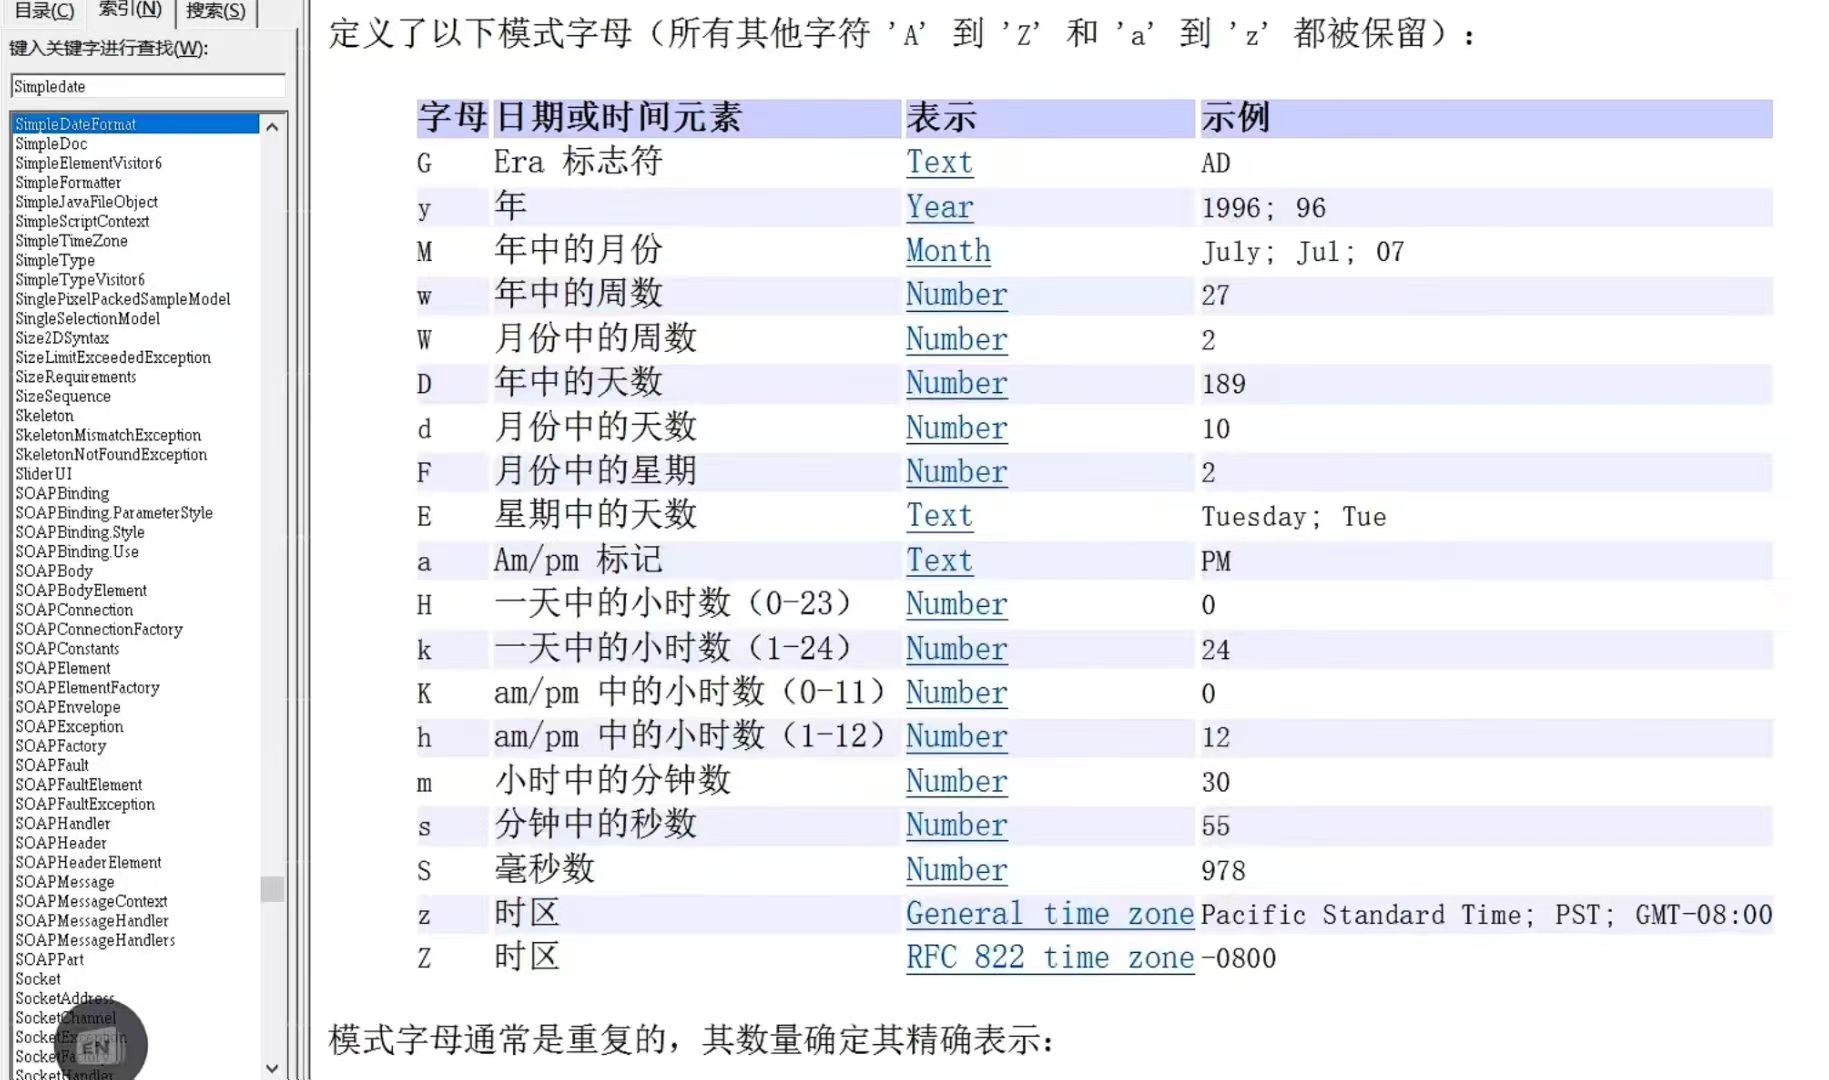 目录(C) 索引(N) 搜索(S)
键入关键字进行查找(W):
Simpledate
SimpleDateFormat
SimpleDoc
SimpleElementVisitor6
SimpleFormatter
SimpleJavaFileObject
SimpleScriptContext
SimpleTimeZone
SimpleType
SimpleTypeVisitor6
SinglePixelPackedSampleModel
SingleSelectionModel
Size2DSyntax
SizeLimitExceededException
SizeRequirements
SizeSequence
Skeleton
SkeletonMismatchException
SkeletonNotFoundException
SliderUI
SOAPBinding
SOAPBinding.ParameterStyle
SOAPBinding.Style
SOAPBinding.Use
SOAPBody
SOAPBodyElement
SOAPConnection
SOAPConnectionFactory
SOAPConstants
SOAPElement
SOAPElementFactory
SOAPEnvelope
SOAPException
SOAPFactory
SOAPFault
SOAPFaultElement
SOAPFaultException
SOAPHandler
SOAPHeader
SOAPHeaderElement
SOAPMessage
SOAPMessageContext
SOAPMessageHandler
SOAPMessageHandlers
SOAPPart
Socket
SocketAddress
SocketChannel
SocketException
SocketHandler
EN
定义了以下模式字母（所有其他字符 'A' 到 'Z' 和 'a' 到 'z' 都被保留）：
字母 日期或时间元素 表示 示例
G Era 标志符 Text AD
y 年 Year 1996; 96
M 年中的月份 Month July; Jul; 07
w 年中的周数 Number 27
W 月份中的周数 Number 2
D 年中的天数 Number 189
d 月份中的天数 Number 10
F 月份中的星期 Number 2
E 星期中的天数 Text Tuesday; Tue
a Am/pm 标记 Text PM
H 一天中的小时数（0-23） Number 0
k 一天中的小时数（1-24） Number 24
K am/pm 中的小时数（0-11） Number 0
h am/pm 中的小时数（1-12） Number 12
m 小时中的分钟数 Number 30
s 分钟中的秒数 Number 55
S 毫秒数 Number 978
z 时区 General time zone Pacific Standard Time; PST; GMT-08:00
Z 时区 RFC 822 time zone -0800
模式字母通常是重复的，其数量确定其精确表示：